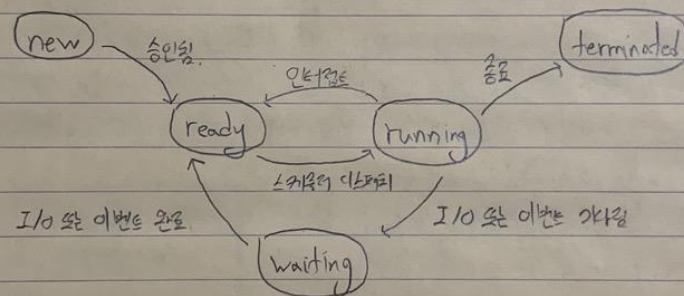 new
terminated
승인됨.
종료
인터럽트
ready
running
스케줄러 디스패치
I/O 또는 이벤트 완료
I/O 또는 이벤트 기다림
waiting